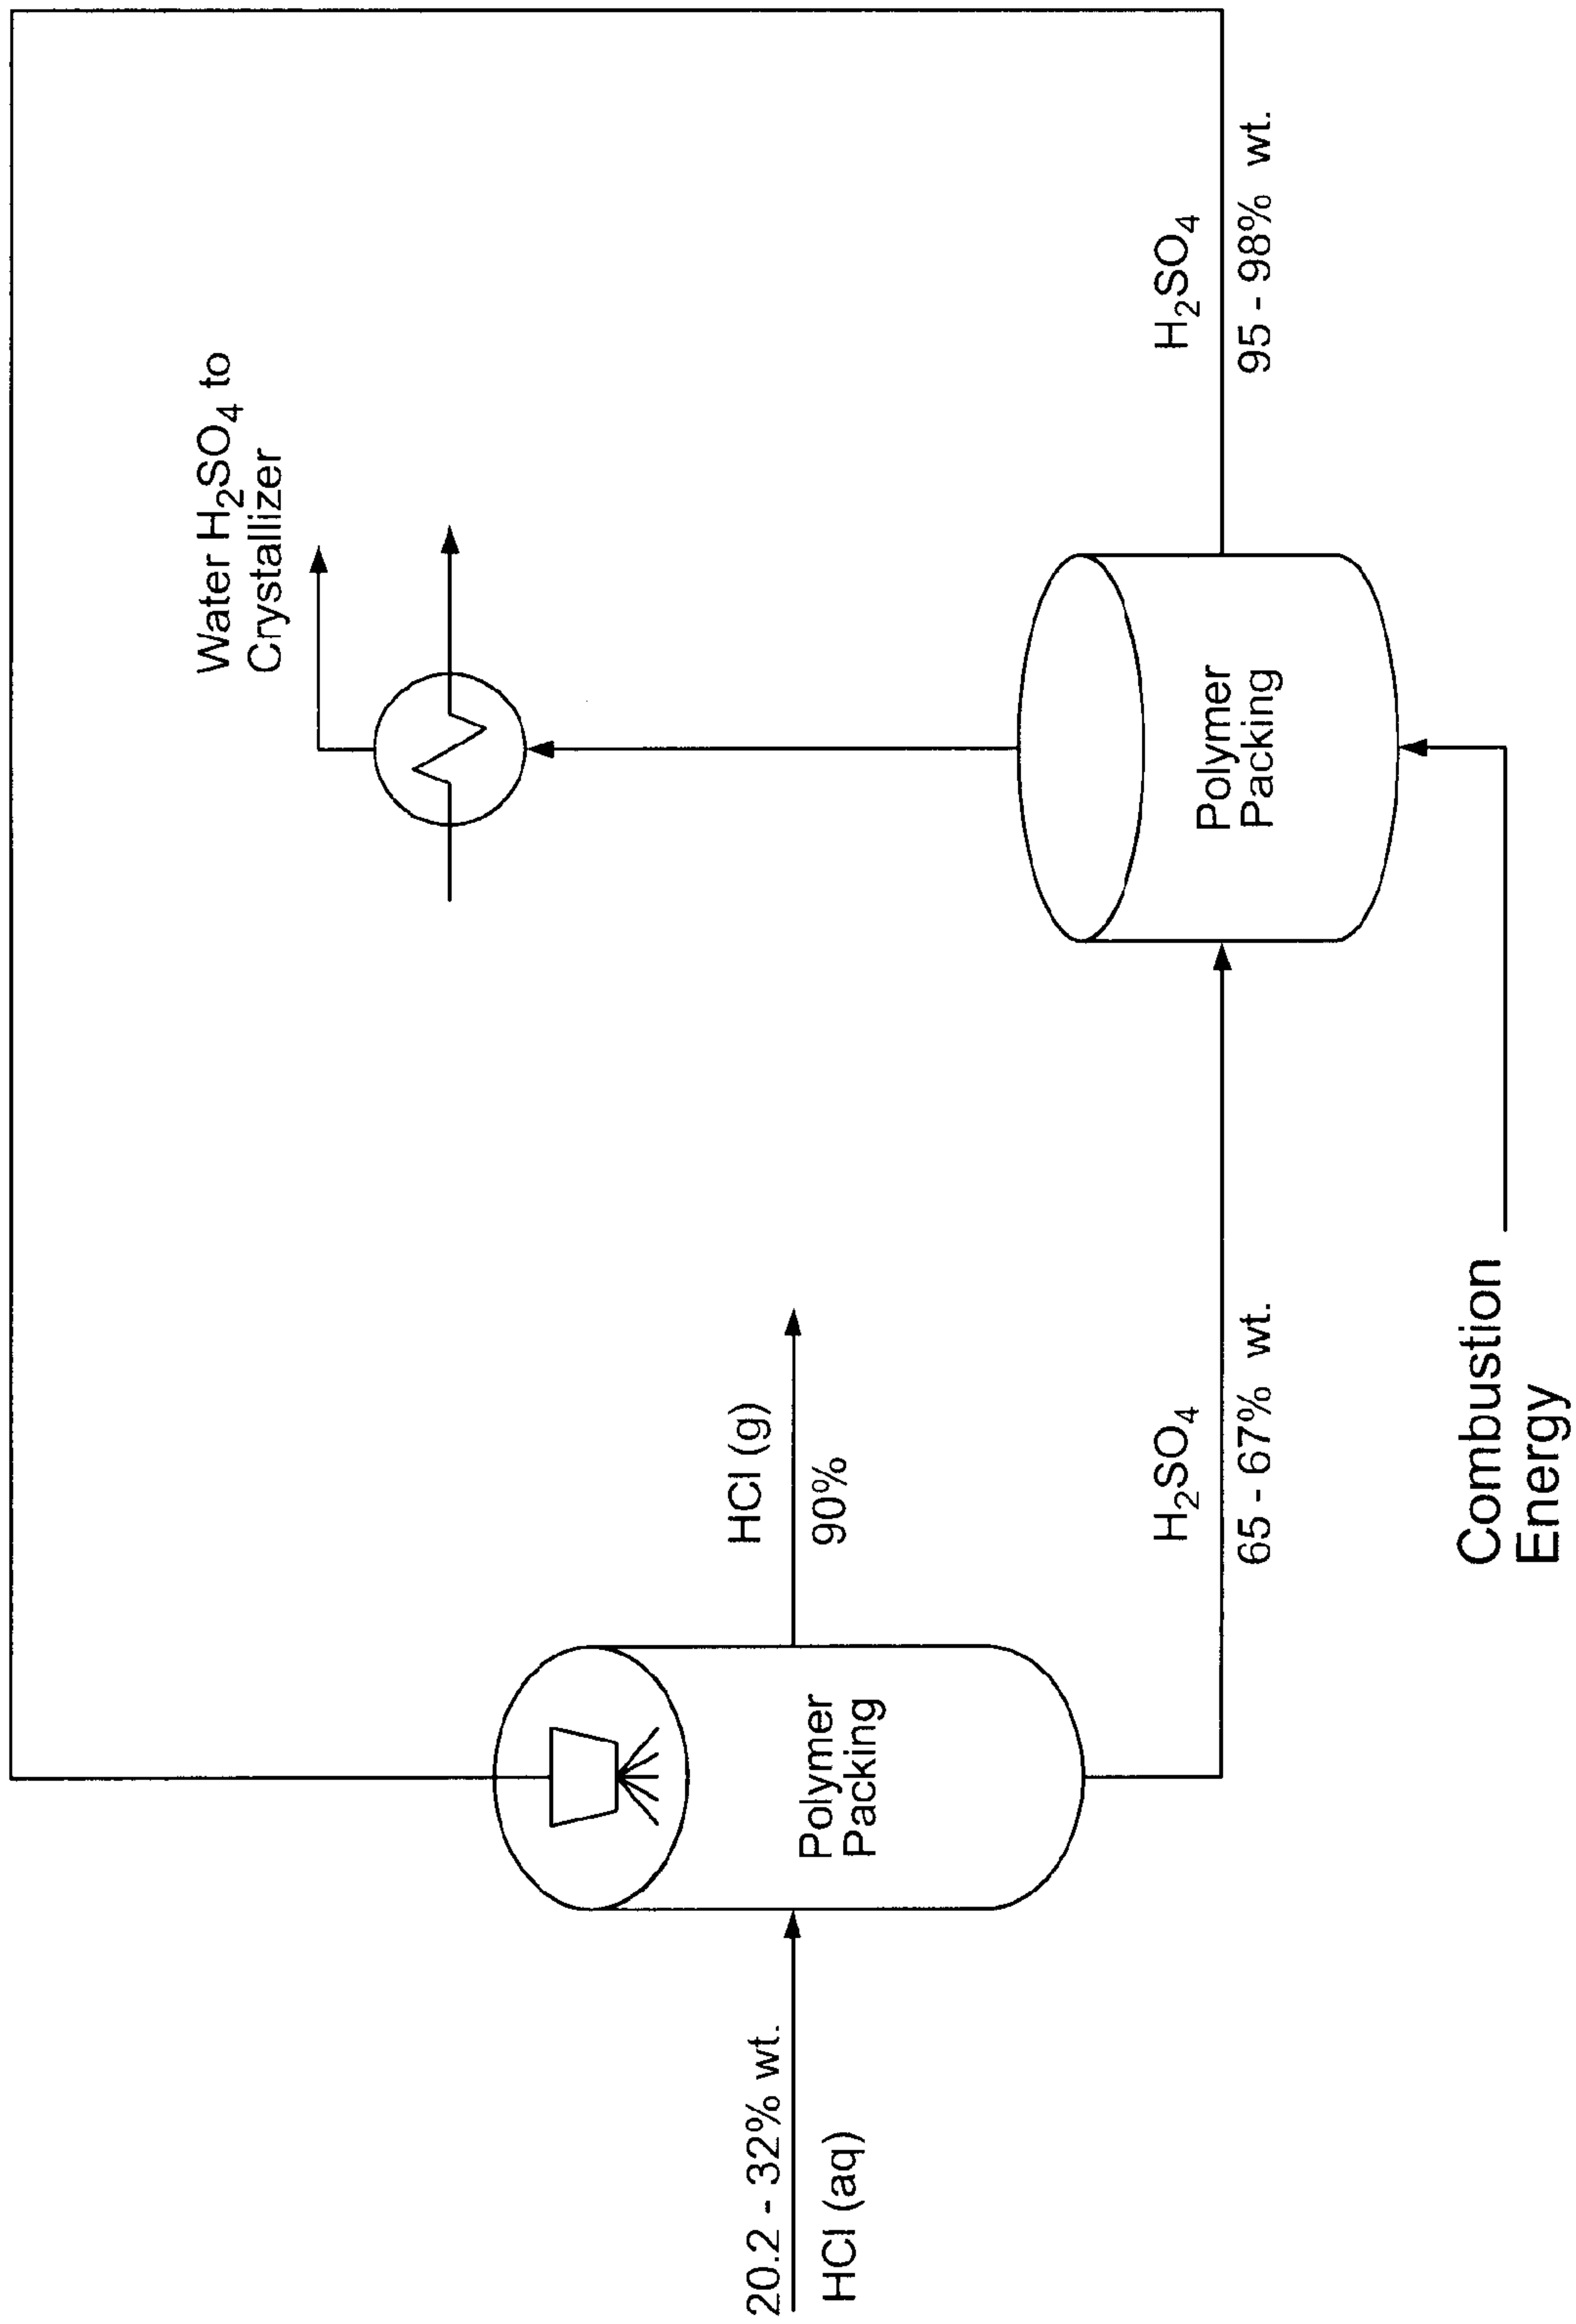 Water H₂SO₄ to
Crystallizer
20.2 - 32% wt.
HCl (aq)
Polymer
Packing
HCl (g)
90%
H₂SO₄
65 - 67% wt.
Polymer
Packing
H₂SO₄
95 - 98% wt.
Combustion
Energy